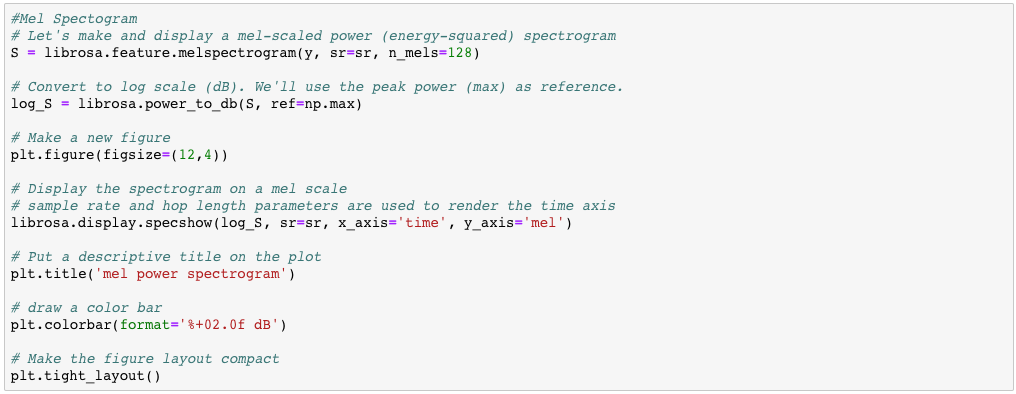 #Mel Spectogram
# Let's make and display a mel-scaled power (energy-squared) spectrogram
S = librosa.feature.melspectrogram(y, sr=sr, n_mels=128)
# Convert to log scale (dB). We'll use the peak power (max) as reference.
log_S = librosa.power_to_db(S, ref=np.max)
# Make a new figure
plt.figure(figsize=(12,4))
# Display the spectrogram on a mel scale
# sample rate and hop length parameters are used to render the time axis
librosa.display.specshow(log_S, sr=sr, x_axis='time', y_axis='mel')
# Put a descriptive title on the plot
plt.title('mel power spectrogram')
# draw a color bar
plt.colorbar(format='%+02.0f dB')
# Make the figure layout compact
plt.tight_layout()